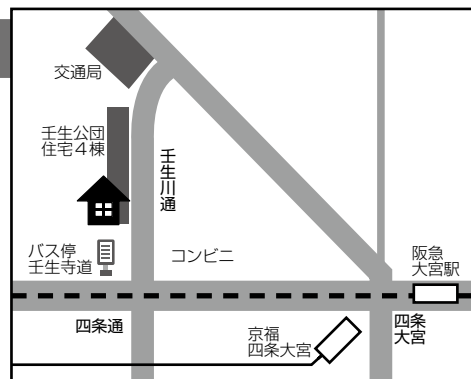 交通局
壬生公団
住宅４棟
壬生川通
バス停
壬生寺道
コンビニ
阪急
大宮駅
四条通
京福
四条大宮
四条
大宮